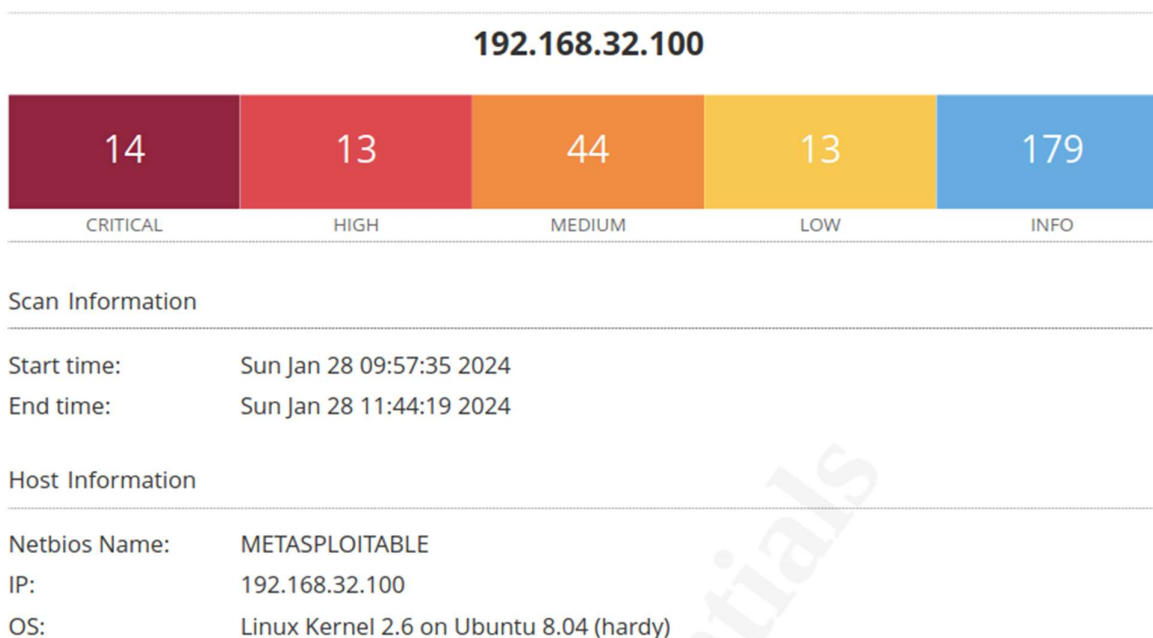 192.168.32.100
14 13 44 13 179
CRITICAL HIGH MEDIUM LOW INFO
Scan Information
Start time: Sun Jan 28 09:57:35 2024
End time: Sun Jan 28 11:44:19 2024
Host Information
Netbios Name: METASPLOITABLE
IP: 192.168.32.100
OS: Linux Kernel 2.6 on Ubuntu 8.04 (hardy)